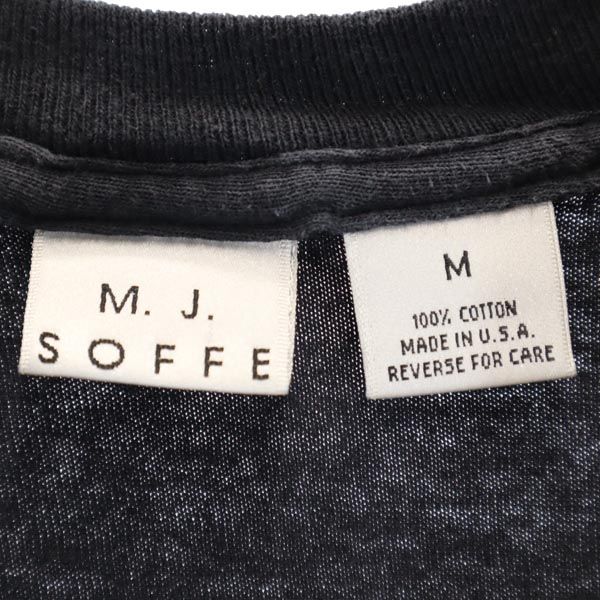 M. J.
SOFFE
M
100% COTTON
MADE IN U.S.A.
REVERSE FOR CARE